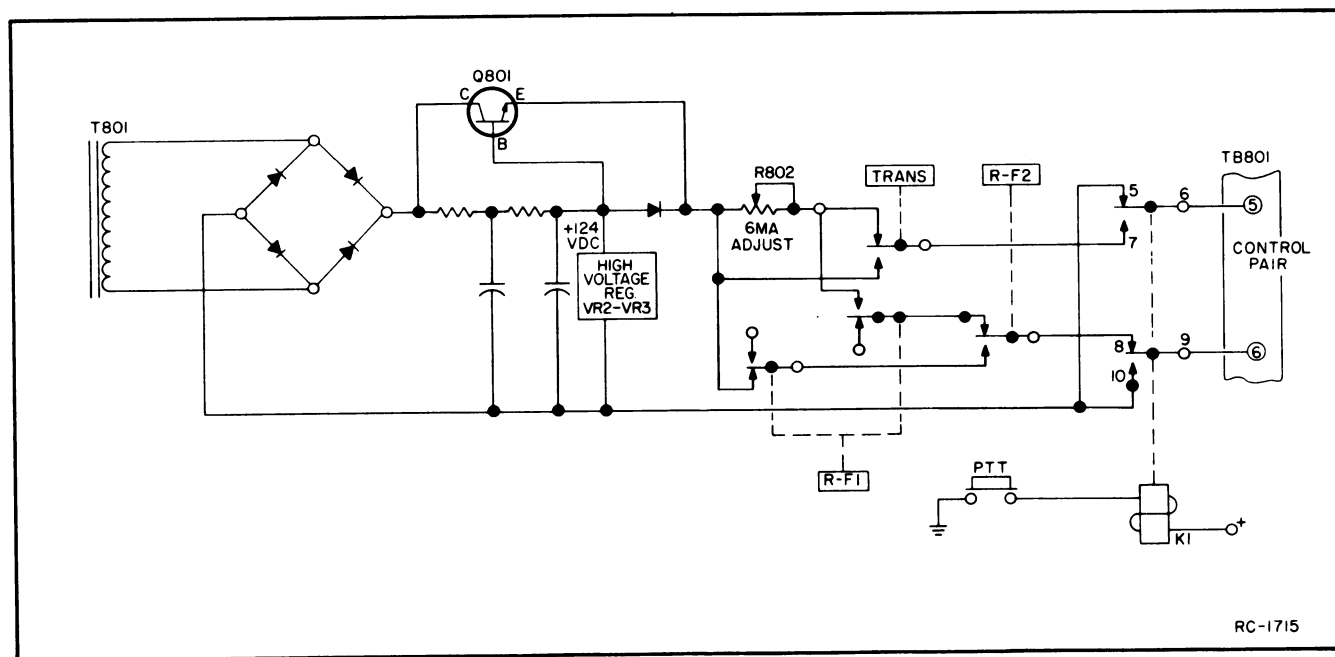 Q801
C
E
B
T801
+124
VDC
HIGH
VOLTAGE
REG.
VR2-VR3
R802
6MA
ADJUST
TRANS
R-F2
R-F1
TB801
5
6
7
5
CONTROL
PAIR
8
9
10
6
PTT
K1
+
RC-1715